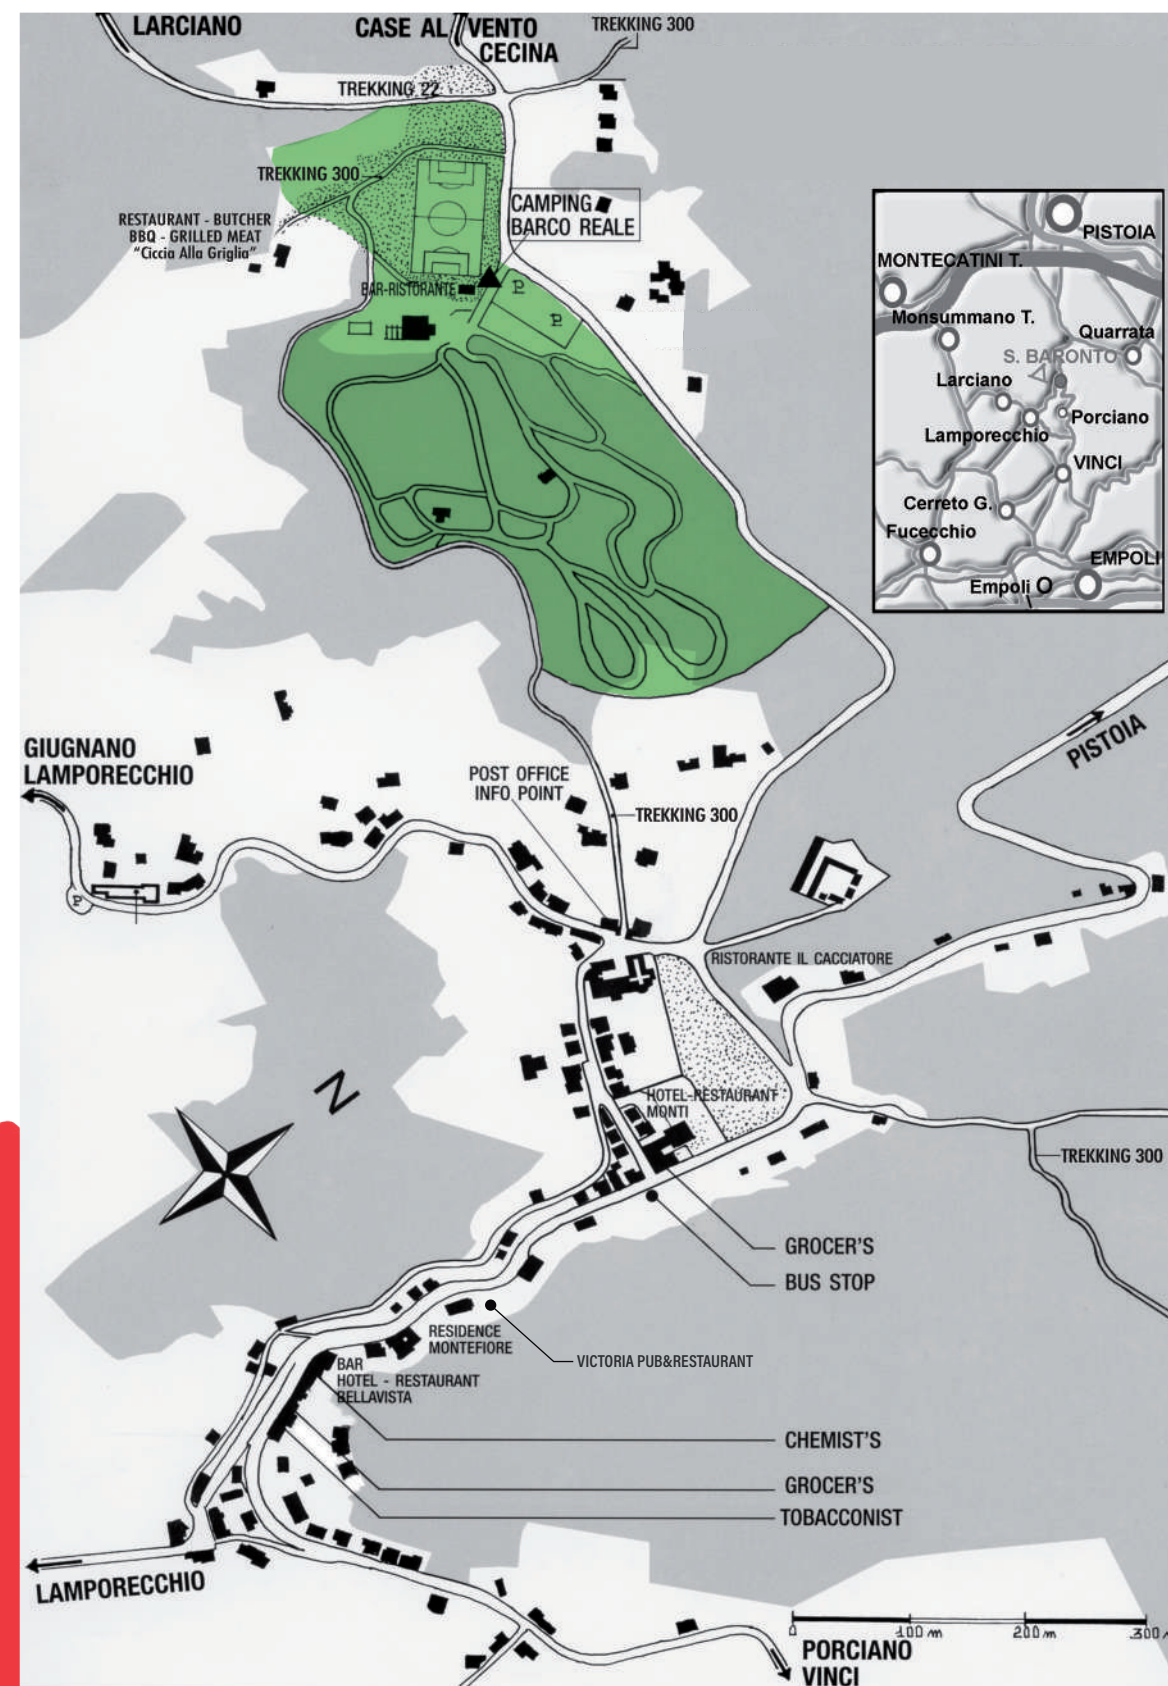 LARCIANO
CASE AL VENTO
CECINA
TREKKING 300
TREKKING 22
TREKKING 300
CAMPING
BARCO REALE
RESTAURANT - BUTCHER
BBQ - GRILLED MEAT
"Ciccia Alla Griglia"
BAR-RISTORANTE
P
P
PISTOIA
MONTECATINI T.
Monsummano T.
Quarrata
S. BARONTO
Larciano
Porciano
Lamporecchio
VINCI
Cerreto G.
Fucecchio
EMPOLI
Empoli
GIUGNANO
LAMPORECCHIO
PISTOIA
POST OFFICE
INFO POINT
TREKKING 300
P
RISTORANTE IL CACCIATORE
N
HOTEL-RESTAURANT
MONTI
TREKKING 300
GROCER'S
BUS STOP
RESIDENCE
MONTEFIORE
VICTORIA PUB&RESTAURANT
BAR
HOTEL - RESTAURANT
BELLAVISTA
CHEMIST'S
GROCER'S
TOBACCONIST
LAMPORECCHIO
0 100 m 200 m 300
PORCIANO
VINCI